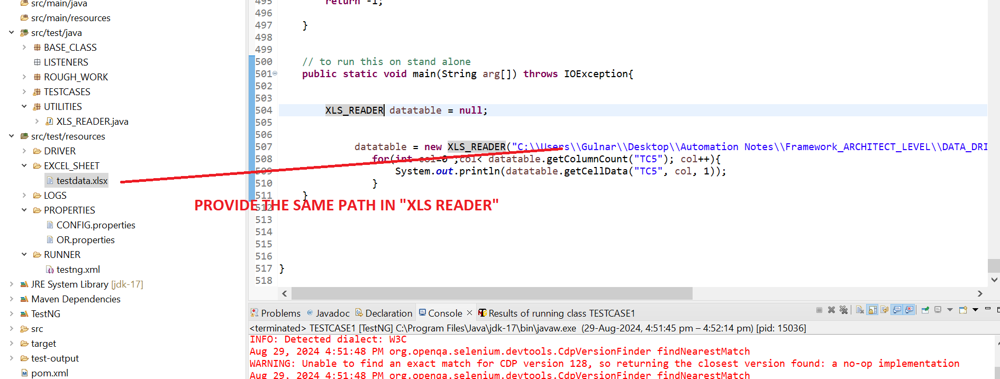 src/main/java
src/main/resources
src/test/java
BASE_CLASS
LISTENERS
ROUGH_WORK
TESTCASES
UTILITIES
XLS_READER.java
src/test/resources
DRIVER
EXCEL_SHEET
testdata.xlsx
LOGS
PROPERTIES
CONFIG.properties
OR.properties
RUNNER
testng.xml
JRE System Library [jdk-17]
Maven Dependencies
TestNG
src
target
test-output
pom.xml
495 return -1;
496
497 }
498
499
500 // to run this on stand alone
501 public static void main(String arg[]) throws IOException{
502
503
504 XLS_READER datatable = null;
505
506
507 datatable = new XLS_READER("C:\\Users\\Gulnar\\Desktop\\Automation Notes\\Framework_ARCHITECT_LEVEL\\DATA_DRI
508 for(int col=0 ;col< datatable.getColumnCount("TC5"); col++){
509 System.out.println(datatable.getCellData("TC5", col, 1));
510 }
511 }
PROVIDE THE SAME PATH IN "XLS READER"
512
513
514
515
516
517 }
518
Problems @ Javadoc Declaration Console Results of running class TESTCASE1
<terminated> TESTCASE1 [TestNG] C:\Program Files\Java\jdk-17\bin\javaw.exe (29-Aug-2024, 4:51:45 pm – 4:52:14 pm) [pid: 15036]
INFO: Detected dialect: W3C
Aug 29, 2024 4:51:48 PM org.openqa.selenium.devtools.CdpVersionFinder findNearestMatch
WARNING: Unable to find an exact match for CDP version 128, so returning the closest version found: a no-op implementation
Aug 29, 2024 4:51:48 PM org.openqa.selenium.devtools.CdpVersionFinder findNearestMatch